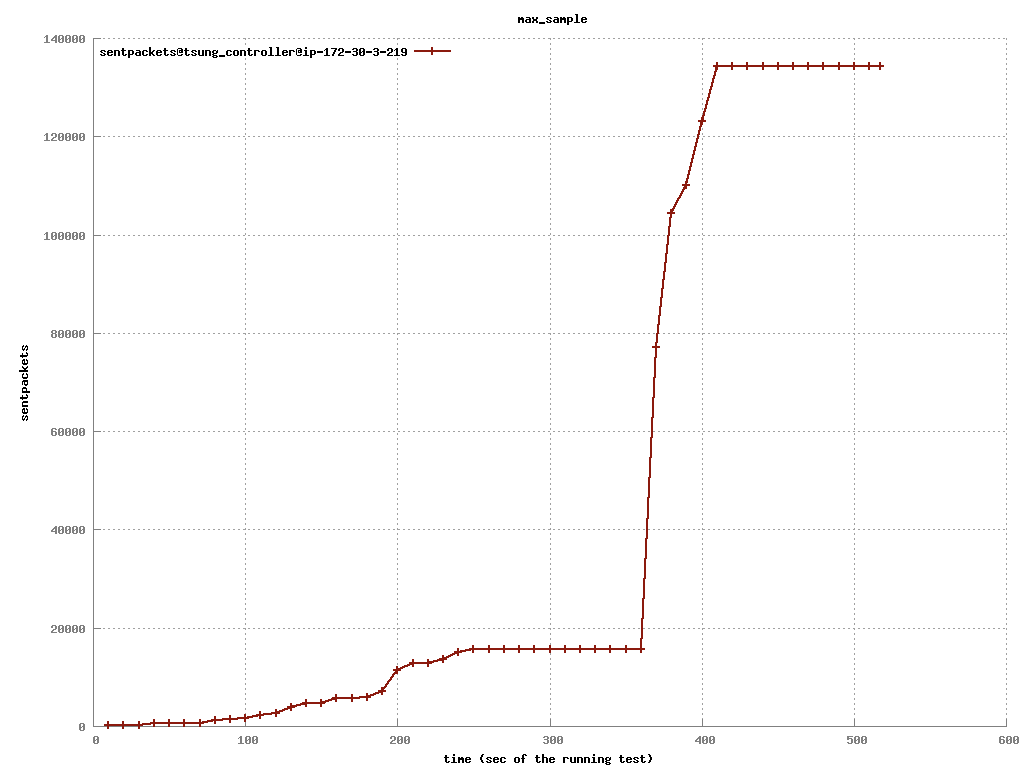 max_sample
140000
sentpackets@tsung_controller@ip-172-30-3-219
120000
100000
80000
60000
40000
20000
0
sentpackets
0 100 200 300 400 500 600
time (sec of the running test)